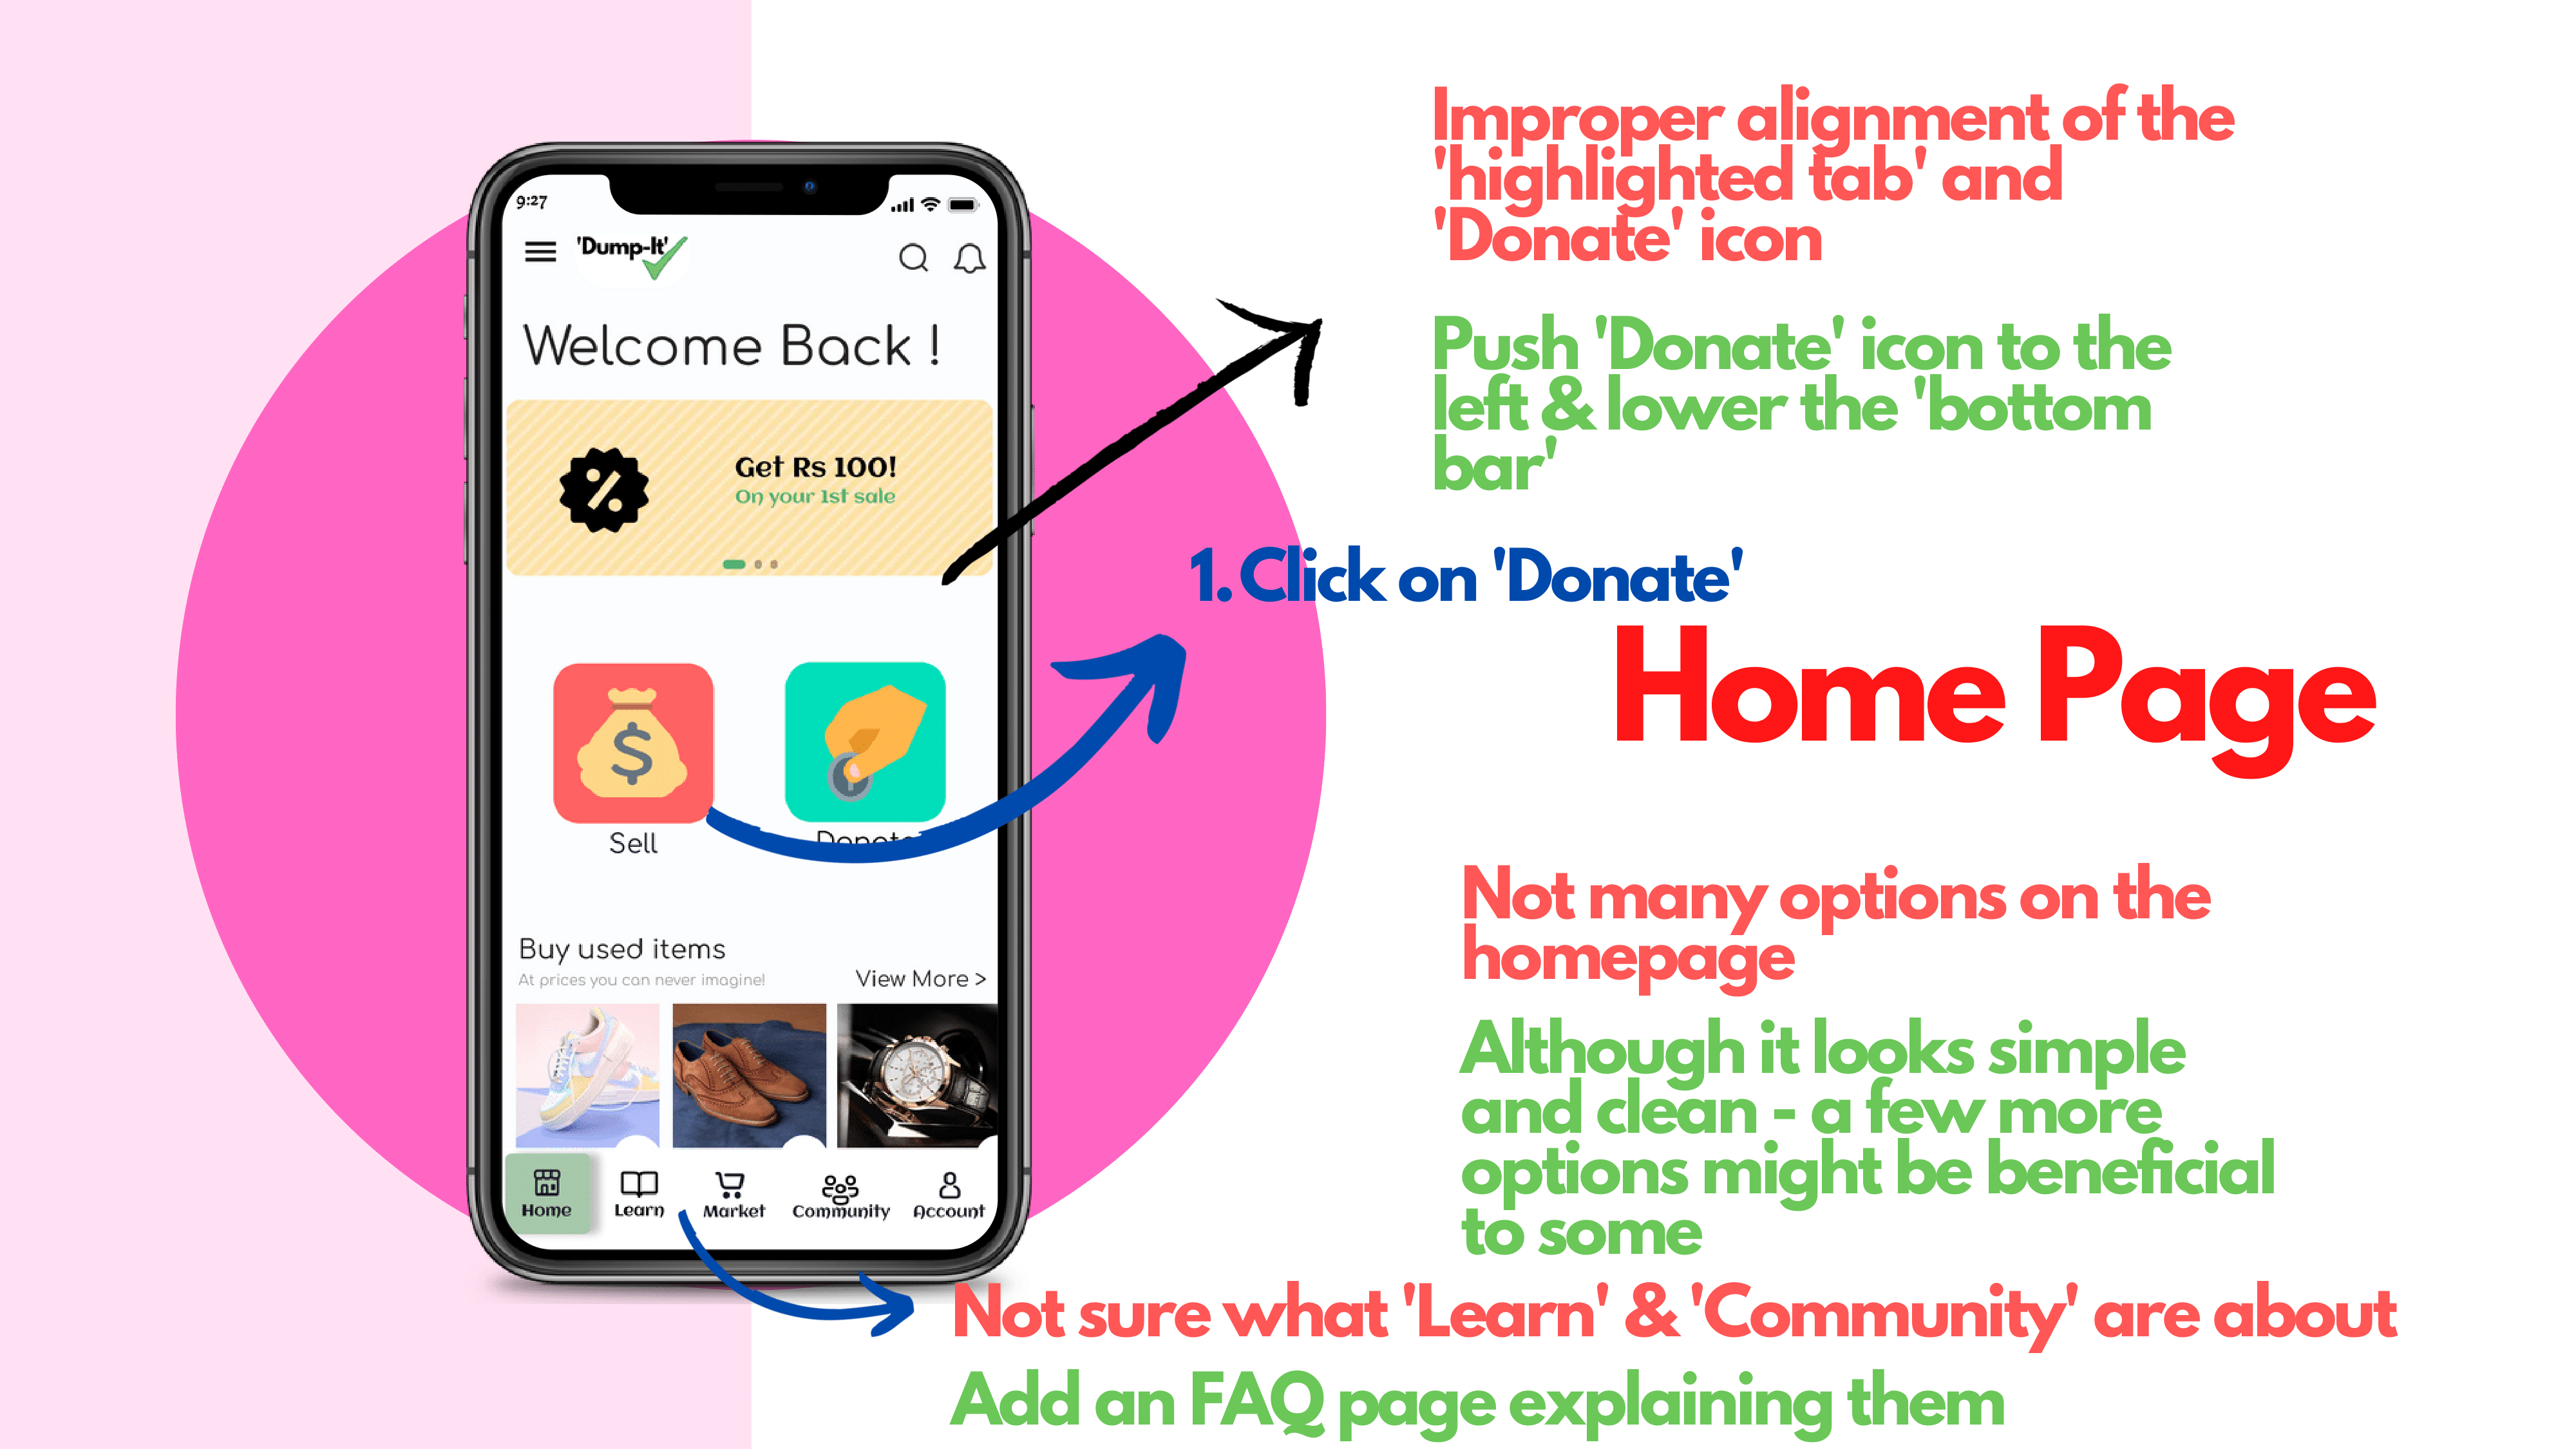 9:27
'Dump-It'
Welcome Back !
Get Rs 100!
On your 1st sale
Sell
Buy used items
At prices you can never imagine!
View More >
Home
Learn
Market
Community
Account
Improper alignment of the
'highlighted tab' and
'Donate' icon
Push 'Donate' icon to the
left & lower the 'bottom
bar'
1. Click on 'Donate'
Home Page
Not many options on the
homepage
Although it looks simple
and clean - a few more
options might be beneficial
to some
Not sure what 'Learn' & 'Community' are about
Add an FAQ page explaining them